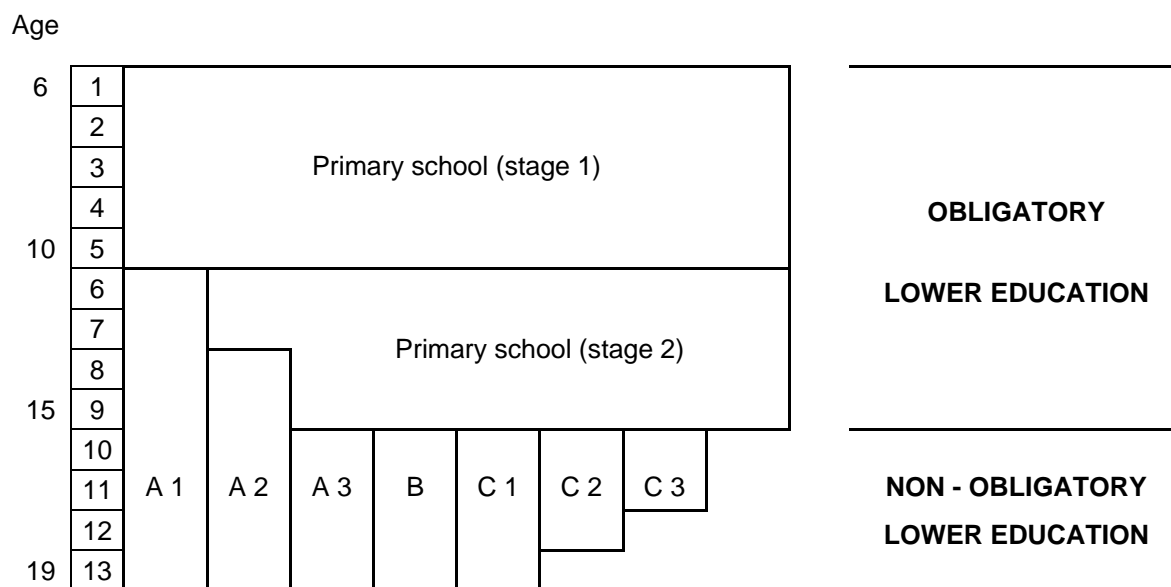 Age
6 1
2
3 Primary school (stage 1)
4 OBLIGATORY
10 5
6 LOWER EDUCATION
7 Primary school (stage 2)
8
15 9
10
11 A 1 A 2 A 3 B C 1 C 2 C 3 NON - OBLIGATORY
12 LOWER EDUCATION
19 13